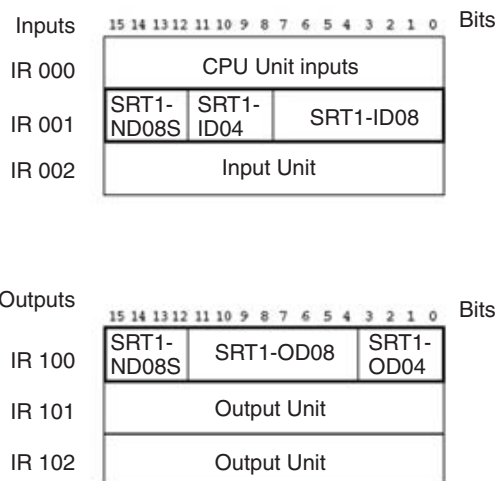 Inputs 15 14 13 12 11 10 9 8 7 6 5 4 3 2 1 0 Bits
IR 000 CPU Unit inputs
IR 001 SRT1-ND08S SRT1-ID04 SRT1-ID08
IR 002 Input Unit
Outputs 15 14 13 12 11 10 9 8 7 6 5 4 3 2 1 0 Bits
IR 100 SRT1-ND08S SRT1-OD08 SRT1-OD04
IR 101 Output Unit
IR 102 Output Unit